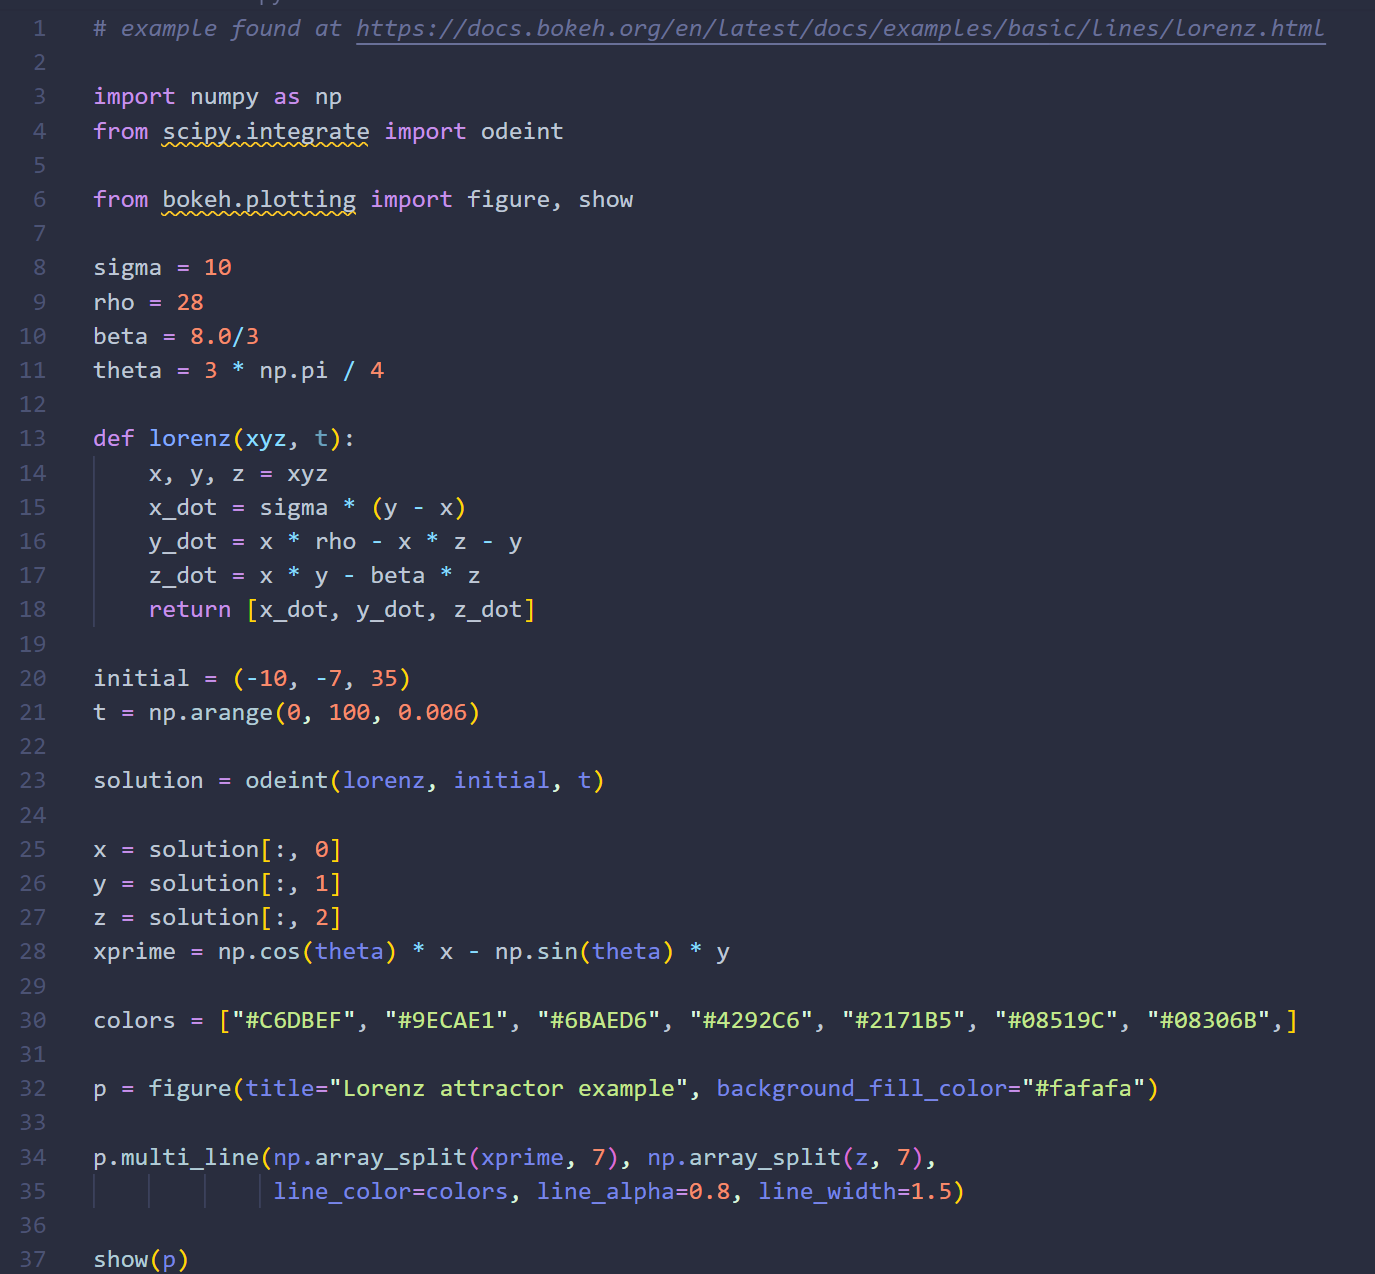 1 # example found at https://docs.bokeh.org/en/latest/docs/examples/basic/lines/lorenz.html
2
3 import numpy as np
4 from scipy.integrate import odeint
5
6 from bokeh.plotting import figure, show
7
8 sigma = 10
9 rho = 28
10 beta = 8.0/3
11 theta = 3 * np.pi / 4
12
13 def lorenz(xyz, t):
14     x, y, z = xyz
15     x_dot = sigma * (y - x)
16     y_dot = x * rho - x * z - y
17     z_dot = x * y - beta * z
18     return [x_dot, y_dot, z_dot]
19
20 initial = (-10, -7, 35)
21 t = np.arange(0, 100, 0.006)
22
23 solution = odeint(lorenz, initial, t)
24
25 x = solution[:, 0]
26 y = solution[:, 1]
27 z = solution[:, 2]
28 xprime = np.cos(theta) * x - np.sin(theta) * y
29
30 colors = ["#C6DBEF", "#9ECAE1", "#6BAED6", "#4292C6", "#2171B5", "#08519C", "#08306B",]
31
32 p = figure(title="Lorenz attractor example", background_fill_color="#fafafa")
33
34 p.multi_line(np.array_split(xprime, 7), np.array_split(z, 7),
35              line_color=colors, line_alpha=0.8, line_width=1.5)
36
37 show(p)